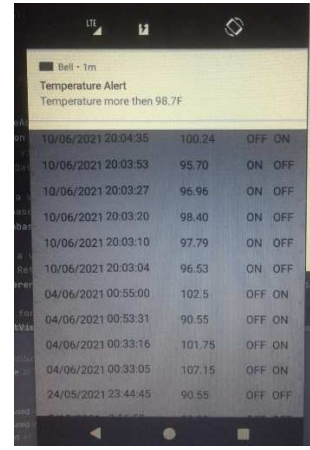 LTE
Bell • 1m
Temperature Alert
Temperature more then 98.7F
10/06/2021 20:04:35 100.24 OFF ON
10/06/2021 20:03:53 95.70 ON OFF
10/06/2021 20:03:27 96.96 ON OFF
10/06/2021 20:03:20 98.40 ON OFF
10/06/2021 20:03:10 97.79 ON OFF
10/06/2021 20:03:04 96.53 ON OFF
04/06/2021 00:55:00 102.5 OFF ON
04/06/2021 00:53:31 90.55 OFF ON
04/06/2021 00:33:16 101.75 OFF ON
04/06/2021 00:33:05 107.15 OFF ON
24/05/2021 23:44:45 90.55 OFF OFF